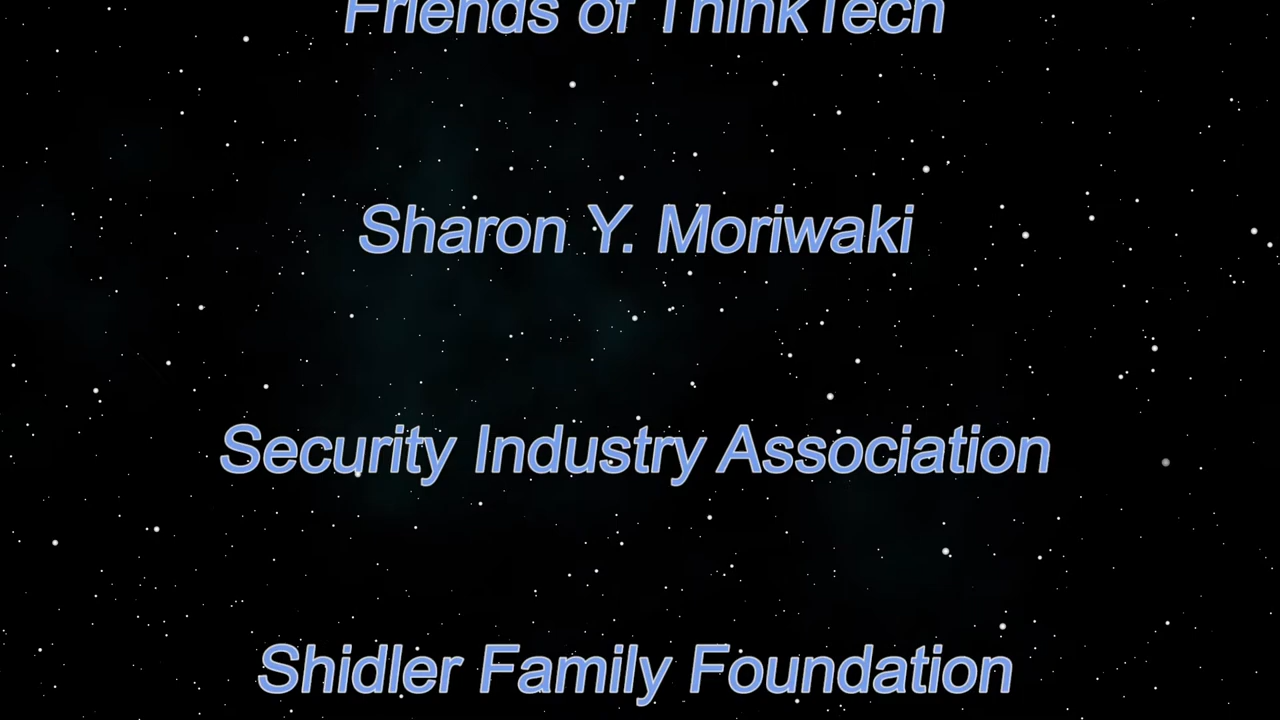 Friends of ThinkTech
Sharon Y. Moriwaki
Security Industry Association
Shidler Family Foundation